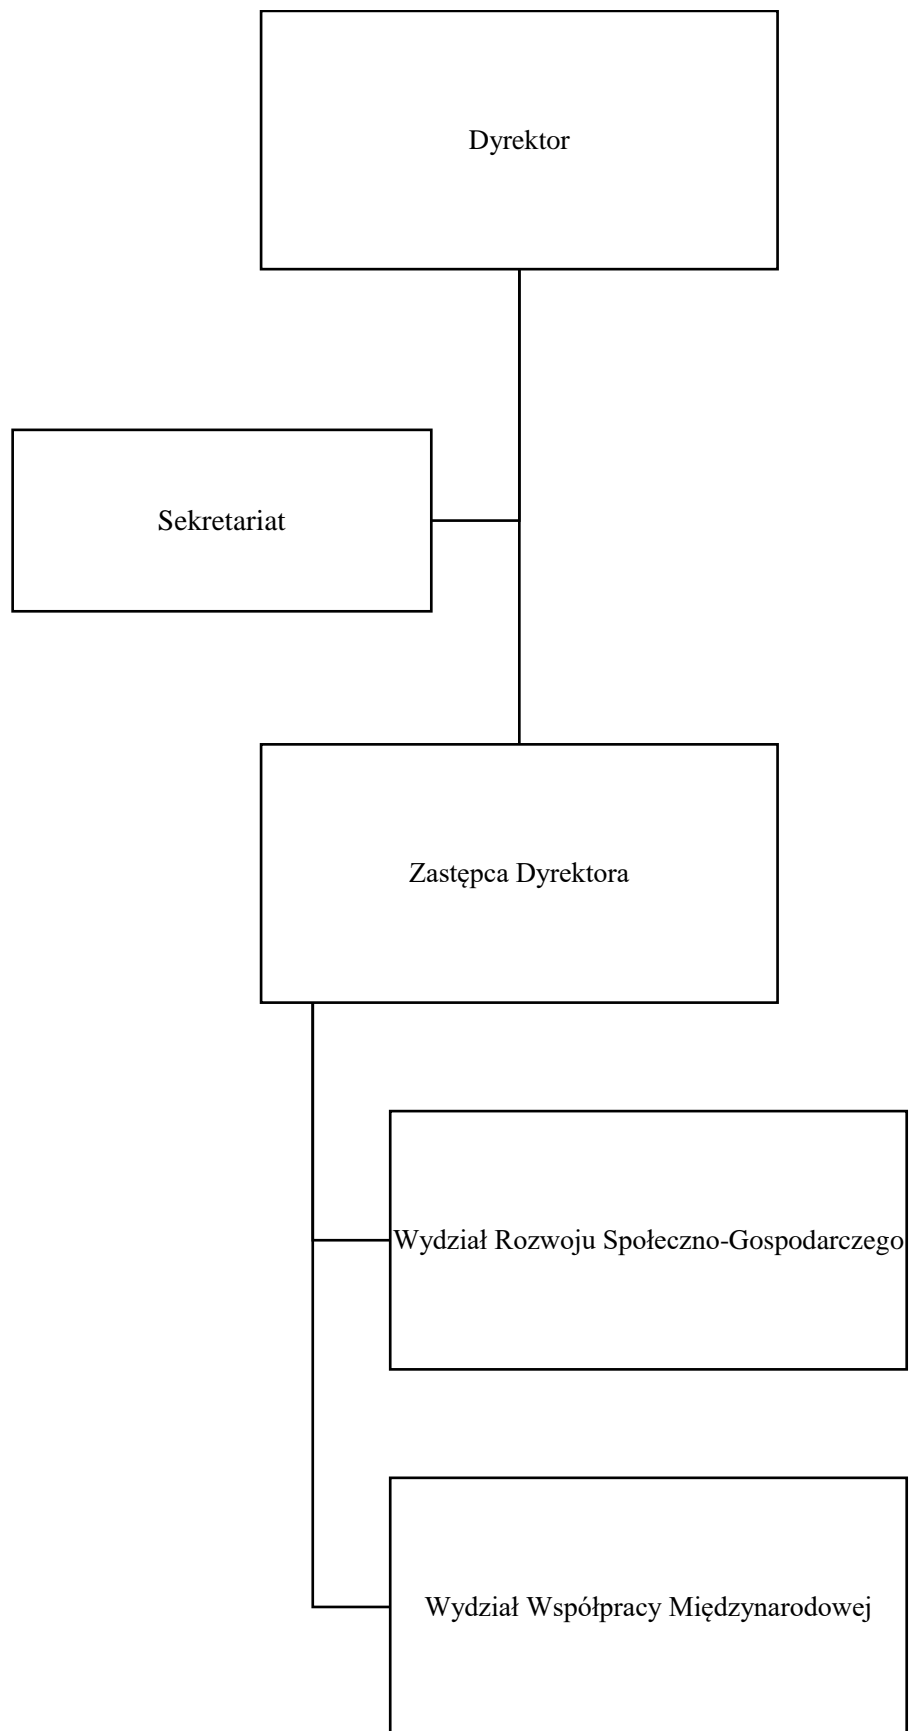 Dyrektor
Sekretariat
Zastępca Dyrektora
Wydział Rozwoju Społeczno-Gospodarczego
Wydział Współpracy Międzynarodowej